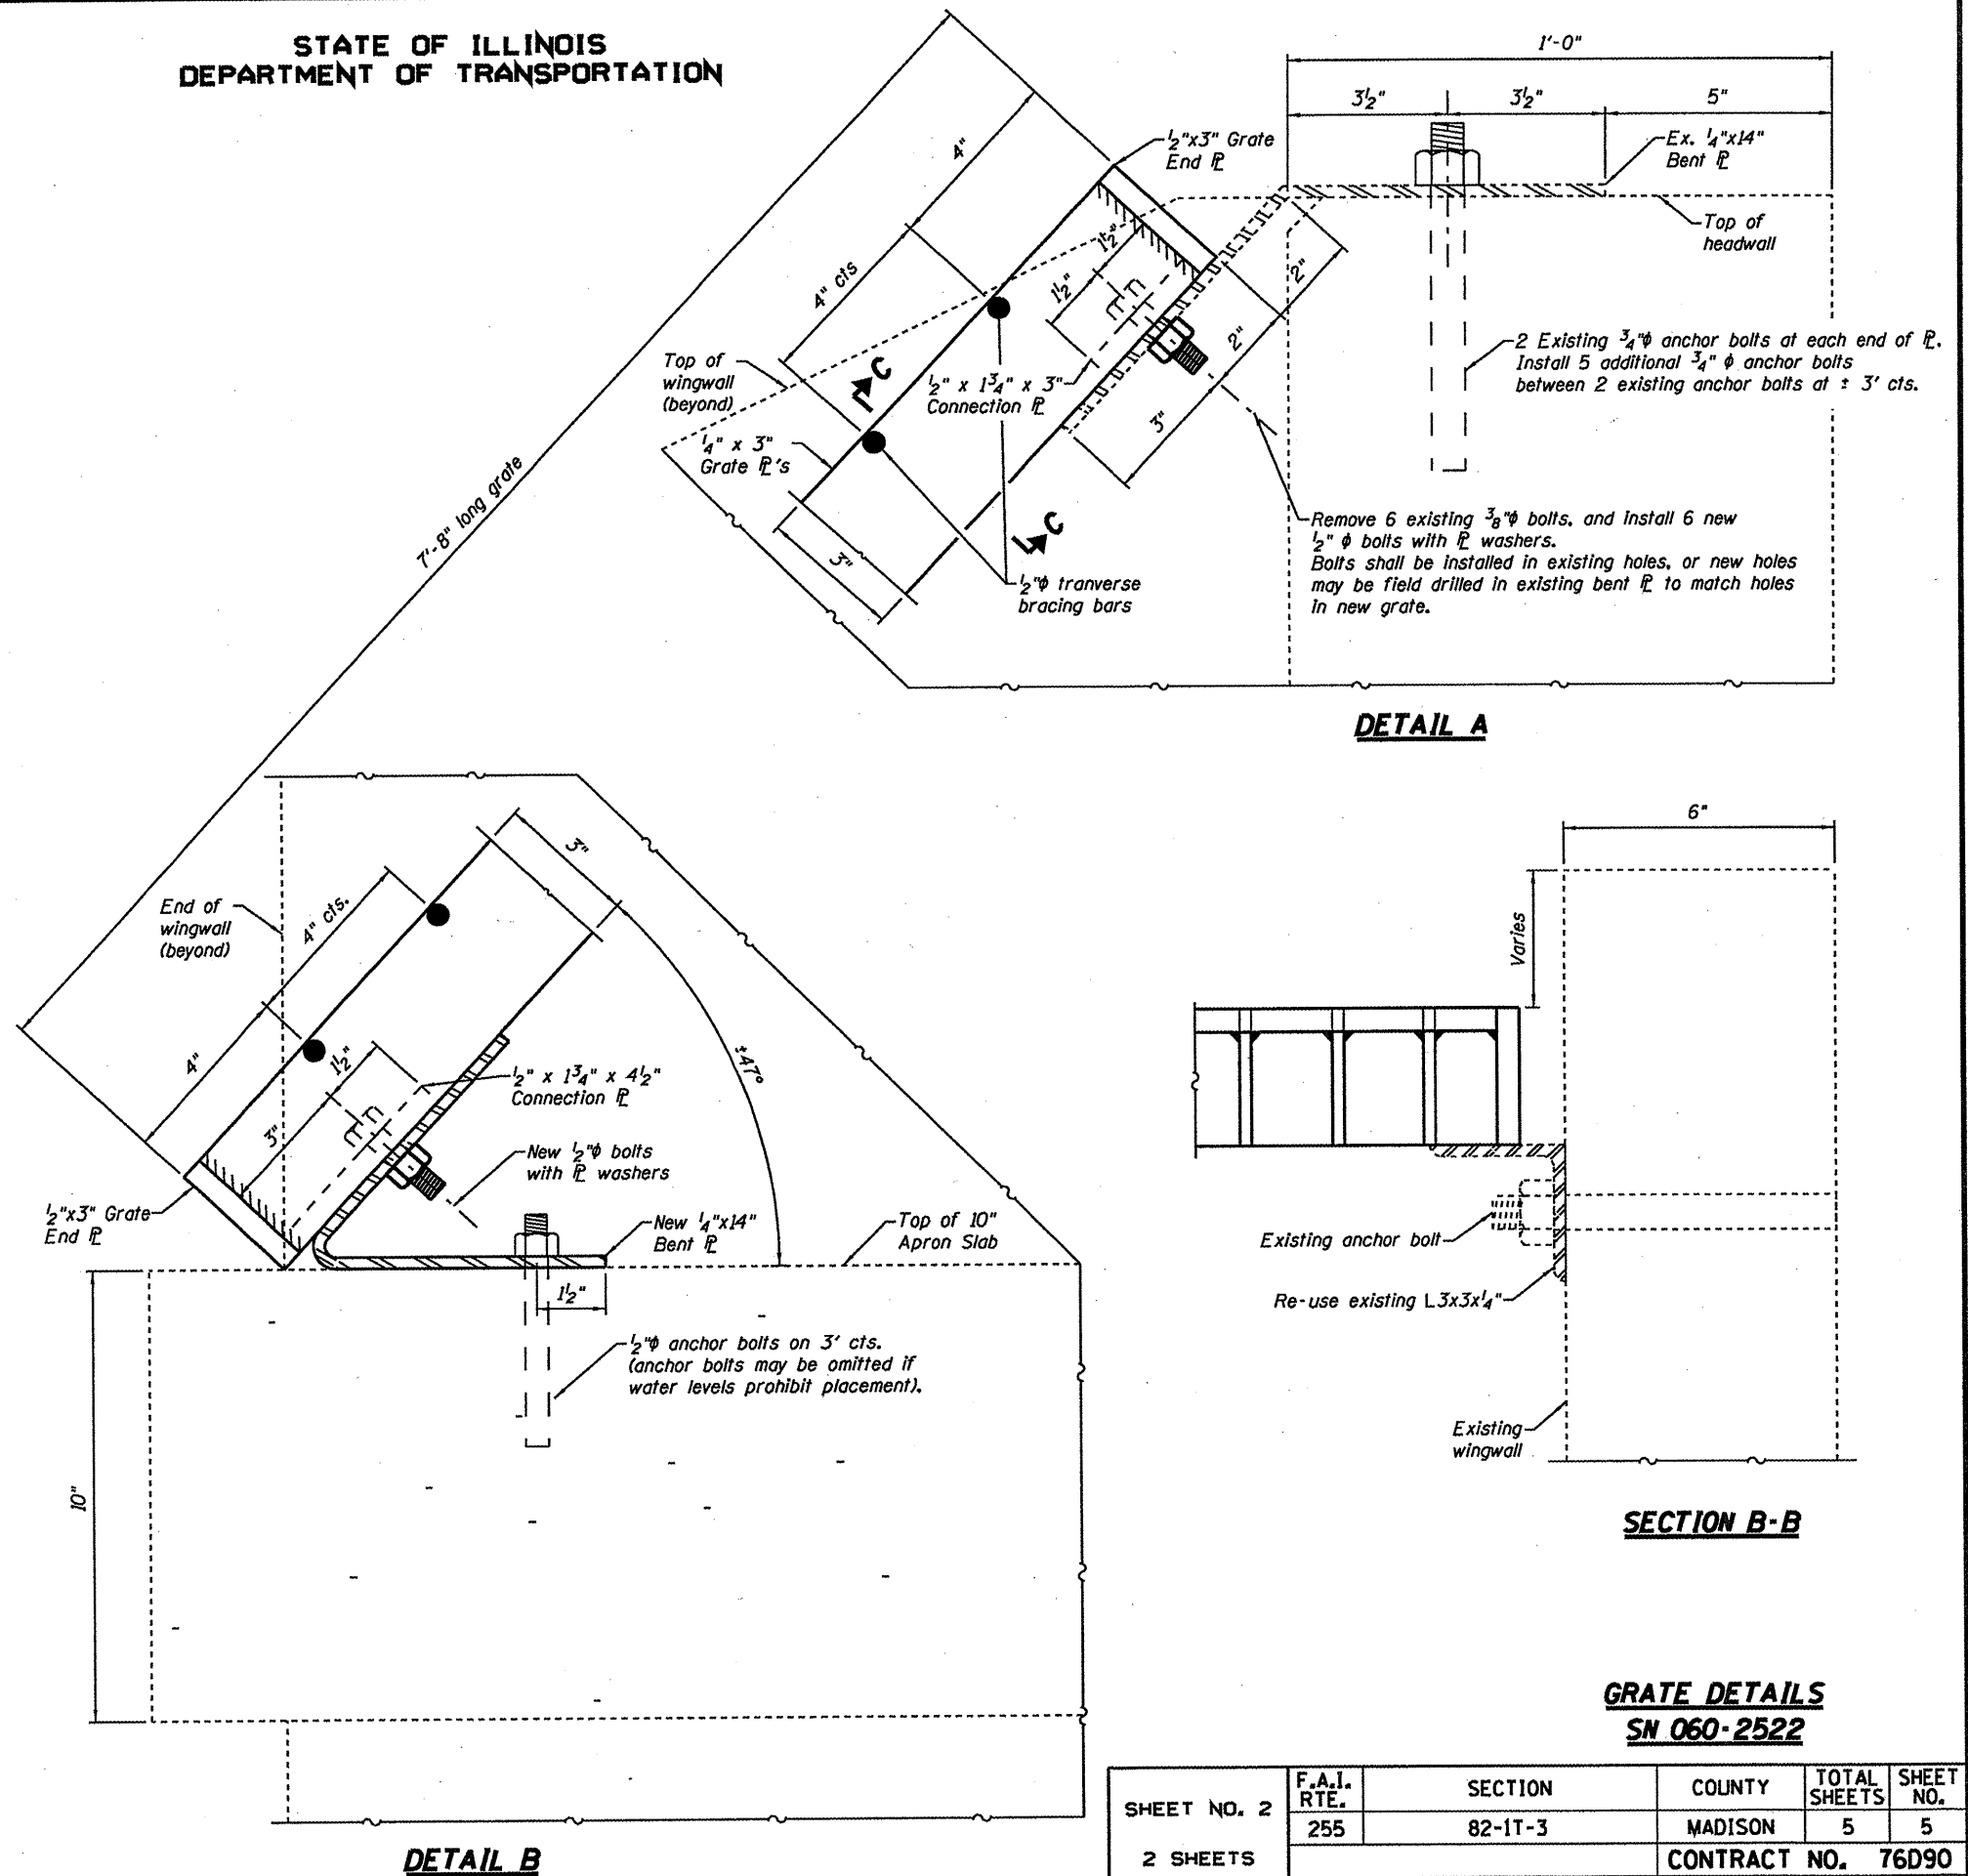 STATE OF ILLINOIS
DEPARTMENT OF TRANSPORTATION
1'-0"
3½"
3½"
5"
½"x3" Grate
End ℄
Ex. ¼"x14"
Bent ℄
Top of
headwall
4"
4" cts
1½"
1½"
2"
2"
3"
Top of
wingwall
(beyond)
C
½" x 1¾" x 3"
Connection ℄
¼" x 3"
Grate ℄'s
2 Existing ¾"ϕ anchor bolts at each end of ℄.
Install 5 additional ¾" ϕ anchor bolts
between 2 existing anchor bolts at ± 3' cts.
7'-8" long grate
3"
C
½"ϕ tranverse
bracing bars
Remove 6 existing ⅜"ϕ bolts, and install 6 new
½" ϕ bolts with ℄ washers.
Bolts shall be installed in existing holes, or new holes
may be field drilled in existing bent ℄ to match holes
in new grate.
DETAIL A
3"
End of
wingwall
(beyond)
4" cts.
4"
1½"
3"
±47°
½" x 1¾" x 4½"
Connection ℄
New ½"ϕ bolts
with ℄ washers
½"x3" Grate
End ℄
New ¼"x14"
Bent ℄
Top of 10"
Apron Slab
1½"
½"ϕ anchor bolts on 3' cts.
(anchor bolts may be omitted if
water levels prohibit placement).
10"
DETAIL B
6"
Varies
Existing anchor bolt
Re-use existing L3x3x¼"
Existing
wingwall
SECTION B-B
GRATE DETAILS
SN 060-2522
SHEET NO. 2
2 SHEETS
F.A.I. RTE. SECTION COUNTY TOTAL SHEETS SHEET NO.
255 82-1T-3 MADISON 5 5
CONTRACT NO. 76D90